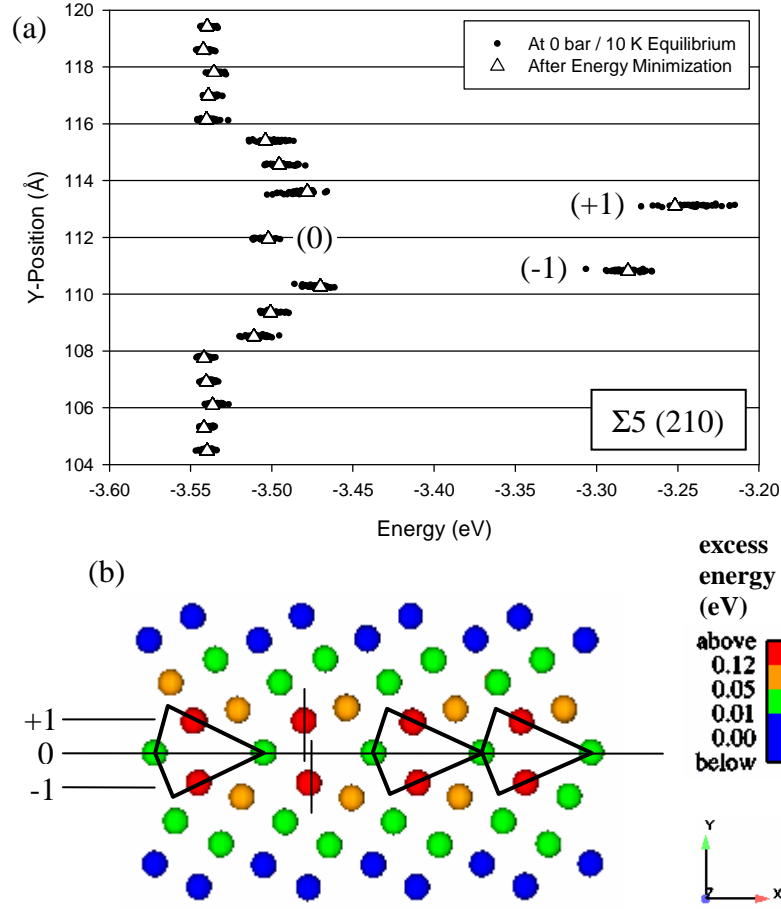 (a)
At 0 bar / 10 K Equilibrium
After Energy Minimization
120
118
116
114
112
110
108
106
104
Y-Position (Å)
(+1)
(0)
(-1)
Σ5 (210)
-3.60 -3.55 -3.50 -3.45 -3.40 -3.35 -3.30 -3.25 -3.20
Energy (eV)
(b)
+1
0
-1
excess
energy
(eV)
above
0.12
0.05
0.01
0.00
below
Y
Z
X